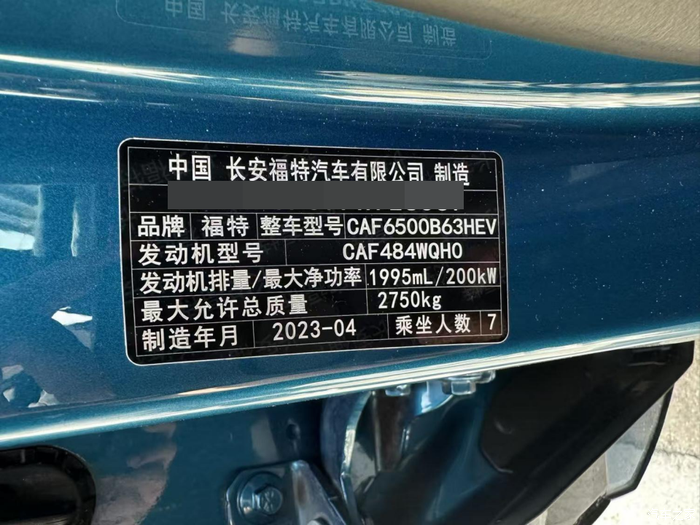 中国 长安福特汽车有限公司 制造
品牌 福特 整车型号 CAF6500B63HEV
发动机型号 CAF484WQH0
发动机排量/最大净功率 1995mL/200kW
最大允许总质量 2750kg
制造年月 2023-04 乘坐人数 7